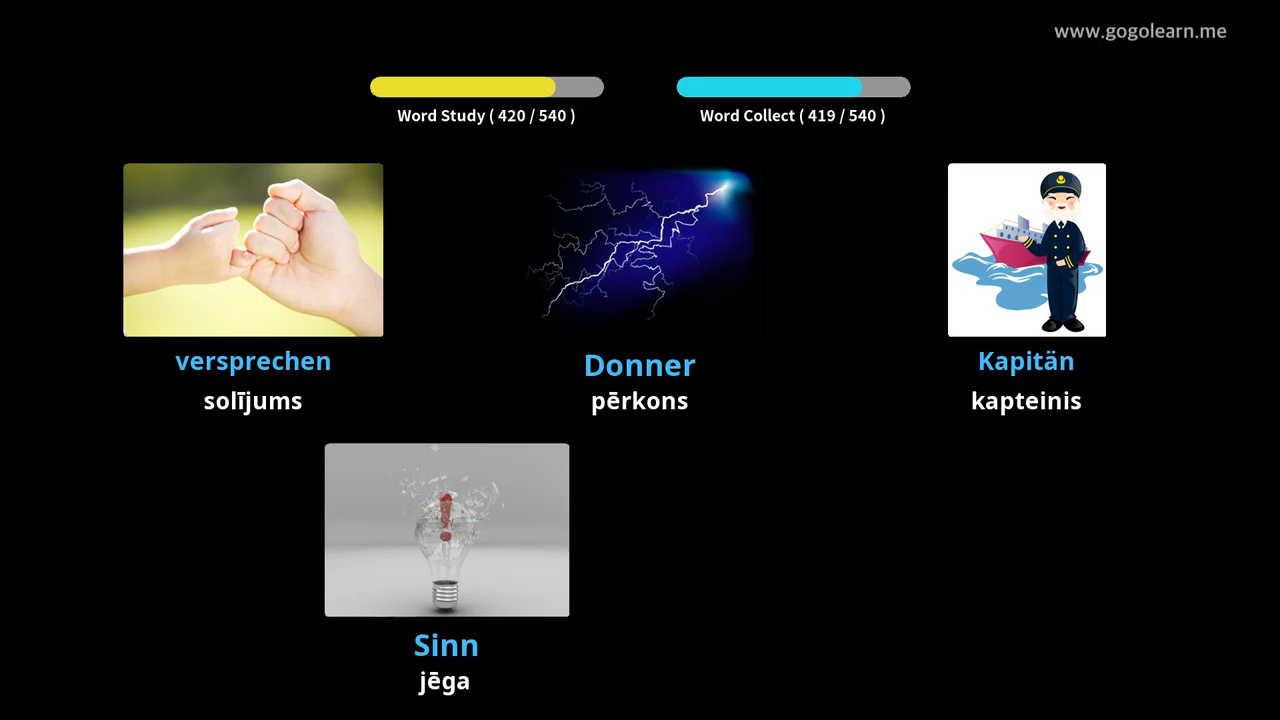 www.gogolearn.me
Word Study ( 420 / 540 )
Word Collect ( 419 / 540 )
versprechen
solījums
Donner
pērkons
Kapitän
kapteinis
Sinn
jēga